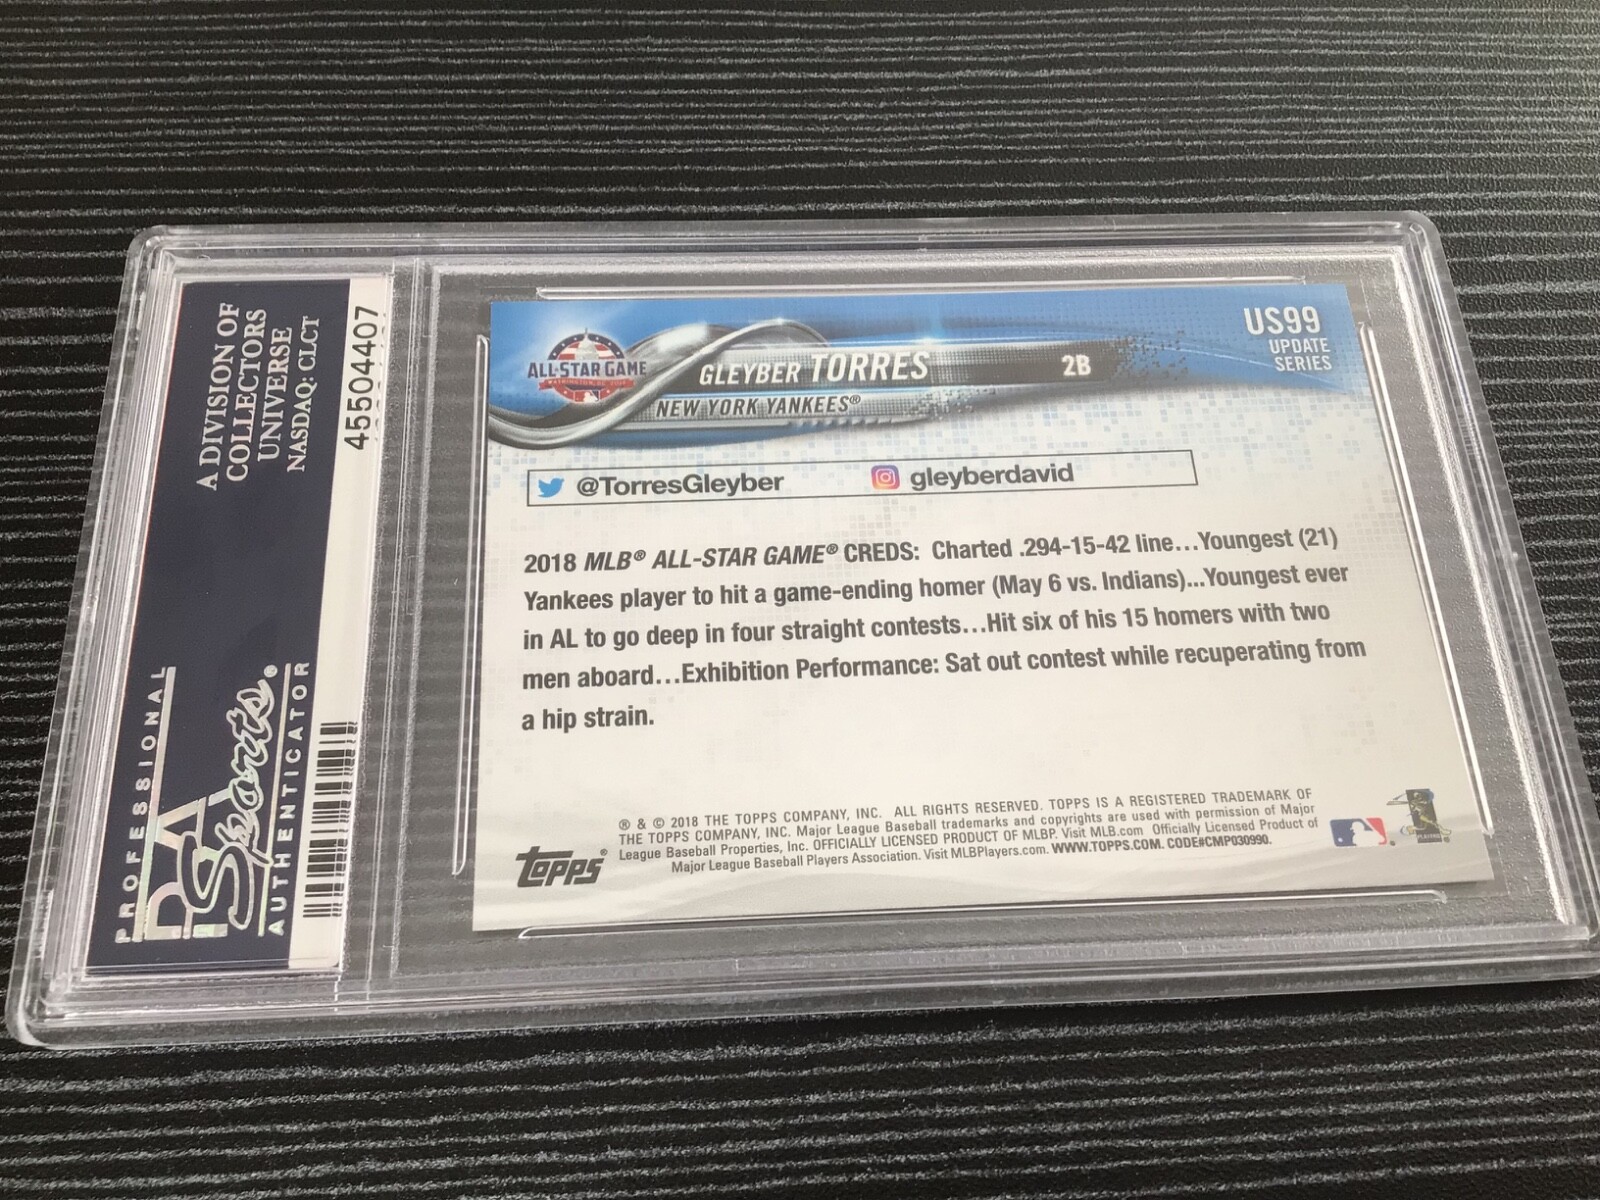 A DIVISION OF
COLLECTORS
UNIVERSE
NASDAQ: CLCT
45504407
PROFESSIONAL
PSA
Sports®
AUTHENTICATOR
US99
UPDATE
SERIES
ALL-STAR GAME
GLEYBER TORRES 2B
NEW YORK YANKEES®
@TorresGleyber gleyberdavid
2018 MLB® ALL-STAR GAME® CREDS: Charted .294-15-42 line...Youngest (21)
Yankees player to hit a game-ending homer (May 6 vs. Indians)...Youngest ever
in AL to go deep in four straight contests...Hit six of his 15 homers with two
men aboard...Exhibition Performance: Sat out contest while recuperating from
a hip strain.
® & © 2018 THE TOPPS COMPANY, INC. ALL RIGHTS RESERVED. TOPPS IS A REGISTERED TRADEMARK OF
THE TOPPS COMPANY, INC. Major League Baseball trademarks and copyrights are used with permission of Major
League Baseball Properties, Inc. OFFICIALLY LICENSED PRODUCT OF MLBP. Visit MLB.com Officially Licensed Product of
Major League Baseball Players Association. Visit MLBPlayers.com. WWW.TOPPS.COM. CODE#CMP030990.
topps®